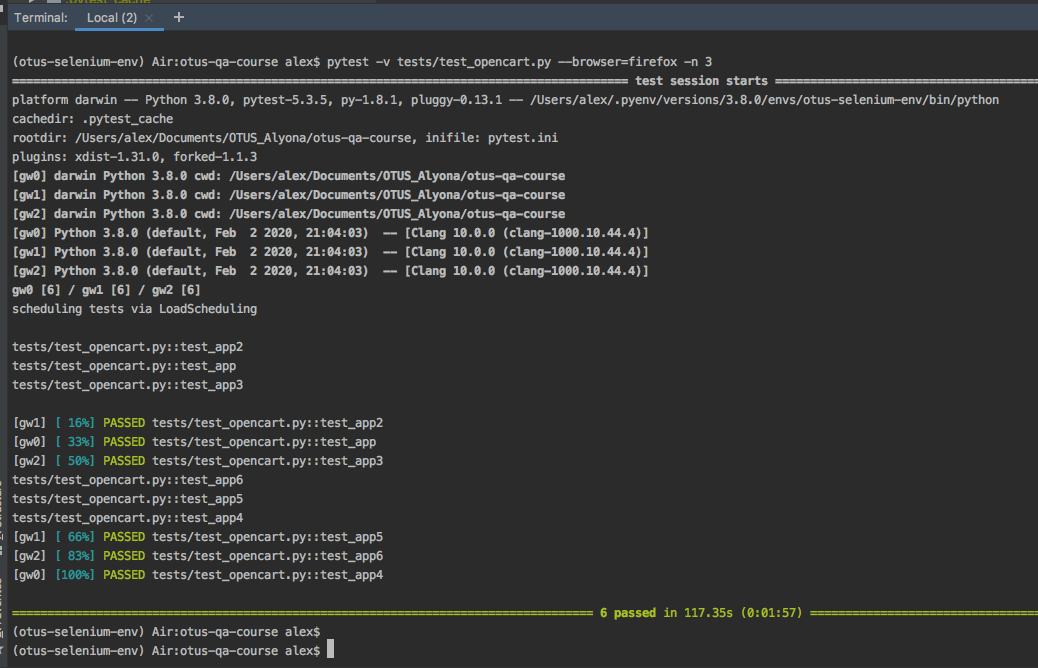 .pytest_cache
Terminal: Local (2) × +
(otus-selenium-env) Air:otus-qa-course alex$ pytest -v tests/test_opencart.py --browser=firefox -n 3
================================ test session starts ================================
platform darwin -- Python 3.8.0, pytest-5.3.5, py-1.8.1, pluggy-0.13.1 -- /Users/alex/.pyenv/versions/3.8.0/envs/otus-selenium-env/bin/python
cachedir: .pytest_cache
rootdir: /Users/alex/Documents/OTUS_Alyona/otus-qa-course, inifile: pytest.ini
plugins: xdist-1.31.0, forked-1.1.3
[gw0] darwin Python 3.8.0 cwd: /Users/alex/Documents/OTUS_Alyona/otus-qa-course
[gw1] darwin Python 3.8.0 cwd: /Users/alex/Documents/OTUS_Alyona/otus-qa-course
[gw2] darwin Python 3.8.0 cwd: /Users/alex/Documents/OTUS_Alyona/otus-qa-course
[gw0] Python 3.8.0 (default, Feb  2 2020, 21:04:03)  -- [Clang 10.0.0 (clang-1000.10.44.4)]
[gw1] Python 3.8.0 (default, Feb  2 2020, 21:04:03)  -- [Clang 10.0.0 (clang-1000.10.44.4)]
[gw2] Python 3.8.0 (default, Feb  2 2020, 21:04:03)  -- [Clang 10.0.0 (clang-1000.10.44.4)]
gw0 [6] / gw1 [6] / gw2 [6]
scheduling tests via LoadScheduling
tests/test_opencart.py::test_app2
tests/test_opencart.py::test_app
tests/test_opencart.py::test_app3
[gw1] [ 16%] PASSED tests/test_opencart.py::test_app2
[gw0] [ 33%] PASSED tests/test_opencart.py::test_app
[gw2] [ 50%] PASSED tests/test_opencart.py::test_app3
tests/test_opencart.py::test_app6
tests/test_opencart.py::test_app5
tests/test_opencart.py::test_app4
[gw1] [ 66%] PASSED tests/test_opencart.py::test_app5
[gw2] [ 83%] PASSED tests/test_opencart.py::test_app6
[gw0] [100%] PASSED tests/test_opencart.py::test_app4
================================ 6 passed in 117.35s (0:01:57) ================================
(otus-selenium-env) Air:otus-qa-course alex$
(otus-selenium-env) Air:otus-qa-course alex$